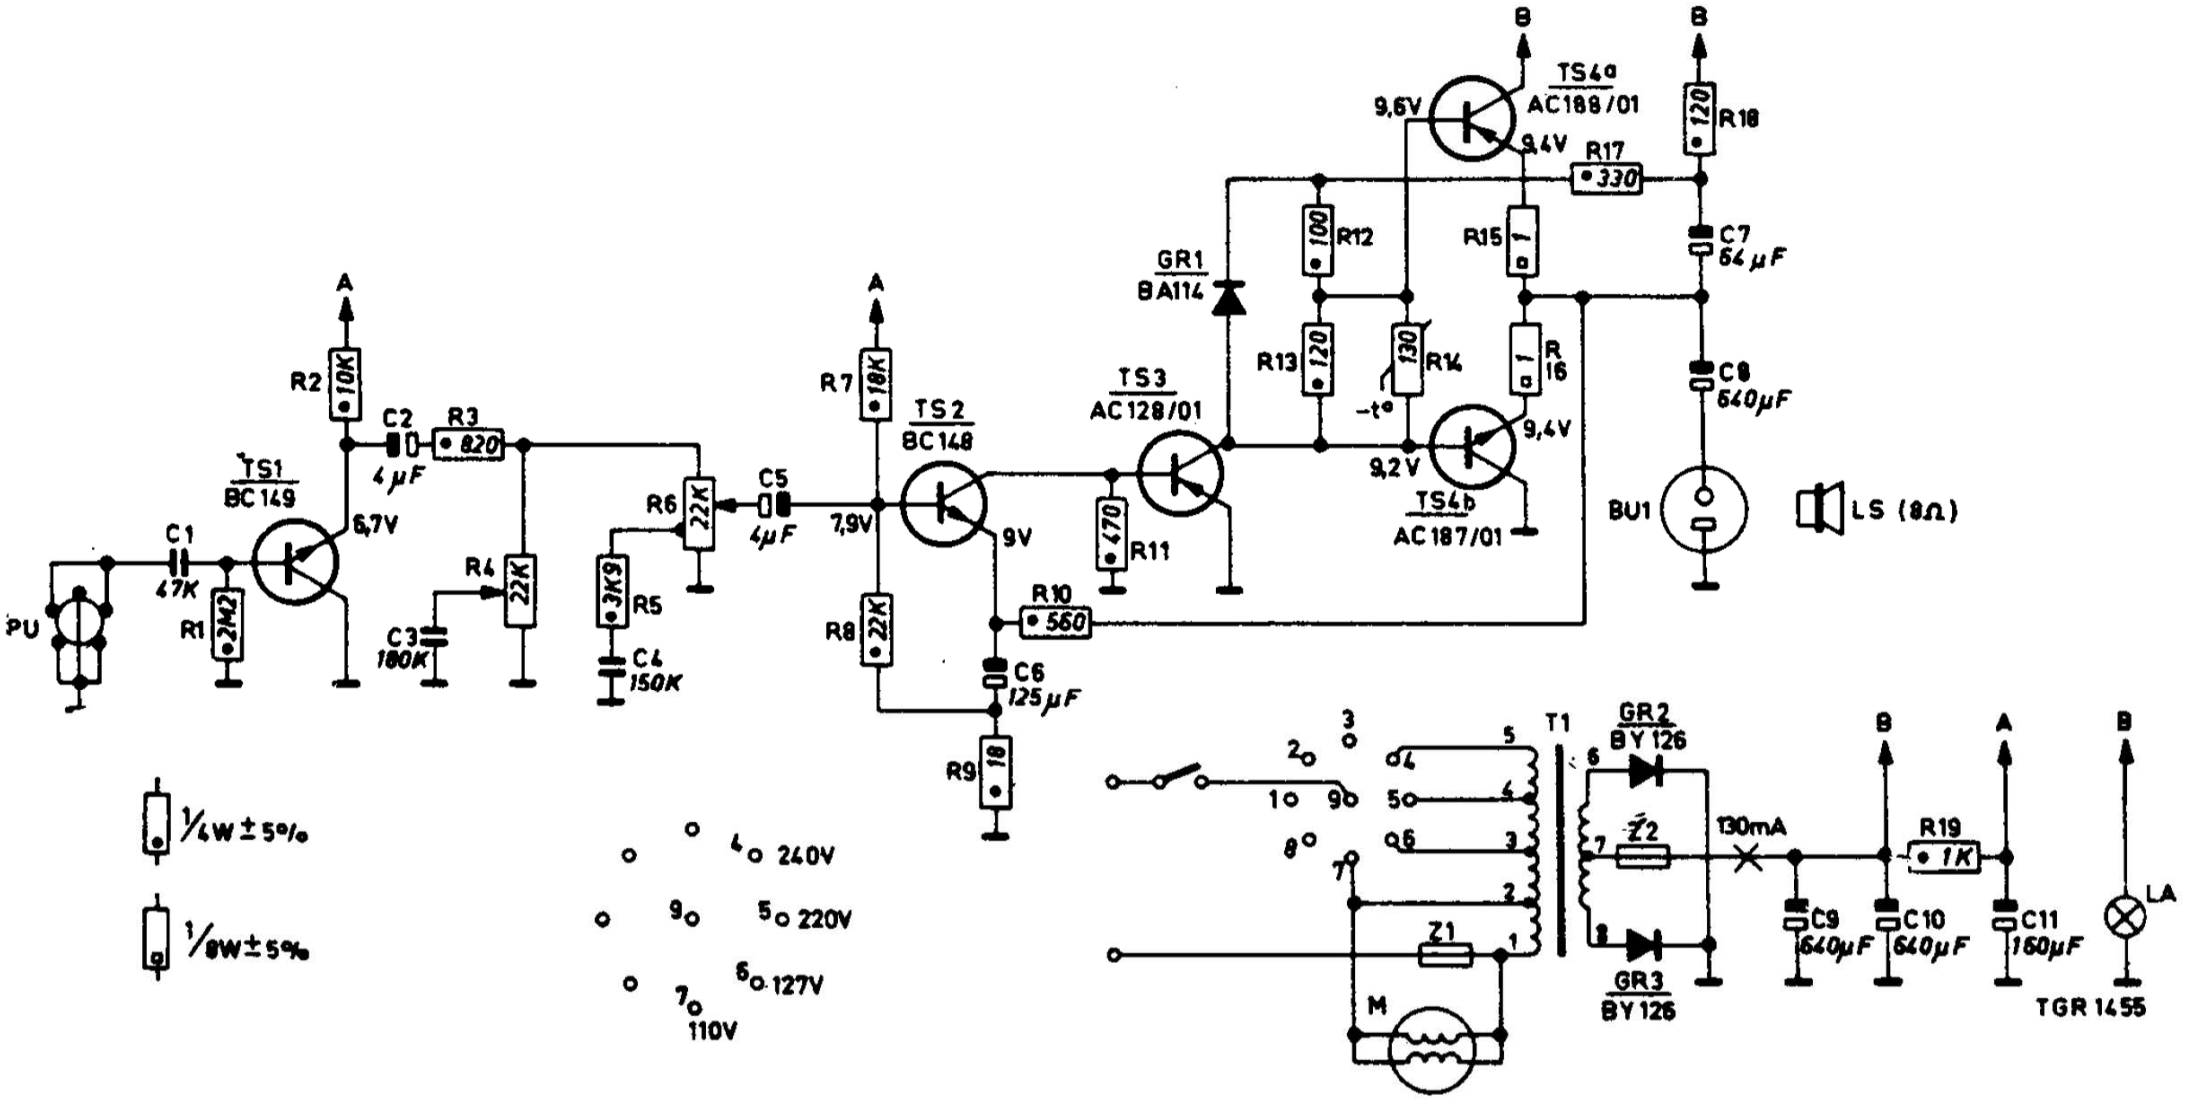 B
B
TS4a
AC188/01
9,6V
9,4V
120
R18
R17
330
100
R12
R15
1
C7
64µF
GR1
BA114
A
A
R13
120
130
R14
1
R
16
C8
640µF
-t°
R2
10K
R7
18K
TS3
AC128/01
C2
4µF
R3
820
TS2
BC148
9,4V
9,2V
TS4b
AC187/01
TS1
BC149
6,7V
R6
22K
C5
4µF
7,9V
9V
470
R11
BU1
LS (8Ω)
C1
47K
PU
R1
2M2
R4
22K
C3
180K
3K9
R5
C4
150K
R8
22K
R10
560
C6
125µF
R9
18
3
2
4
1
9
5
8
6
7
T1
5
4
3
2
1
6
7
8
GR2
BY126
Z2
130mA
B
A
B
R19
1K
C9
640µF
C10
640µF
C11
160µF
LA
TGR 1455
GR3
BY126
Z1
M
1/4W ± 5%
1/8W ± 5%
4 240V
9
5 220V
6 127V
7
110V